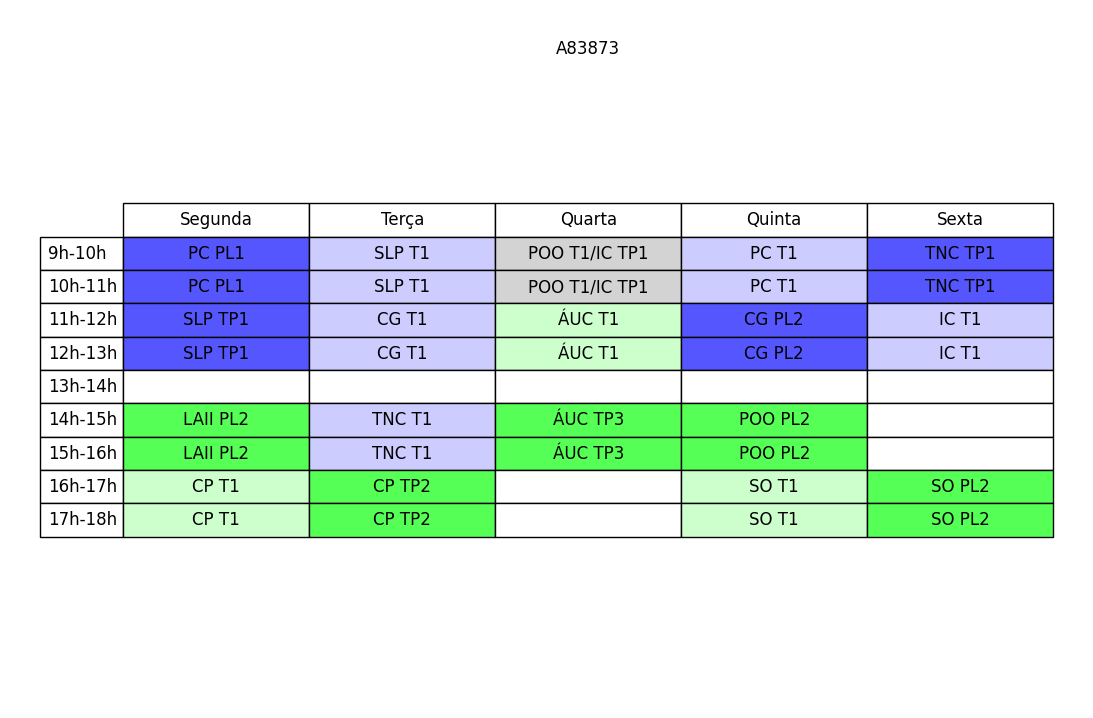 A83873
Segunda Terça Quarta Quinta Sexta
9h-10h PC PL1 SLP T1 POO T1/IC TP1 PC T1 TNC TP1
10h-11h PC PL1 SLP T1 POO T1/IC TP1 PC T1 TNC TP1
11h-12h SLP TP1 CG T1 ÁUC T1 CG PL2 IC T1
12h-13h SLP TP1 CG T1 ÁUC T1 CG PL2 IC T1
13h-14h
14h-15h LAII PL2 TNC T1 ÁUC TP3 POO PL2
15h-16h LAII PL2 TNC T1 ÁUC TP3 POO PL2
16h-17h CP T1 CP TP2 SO T1 SO PL2
17h-18h CP T1 CP TP2 SO T1 SO PL2